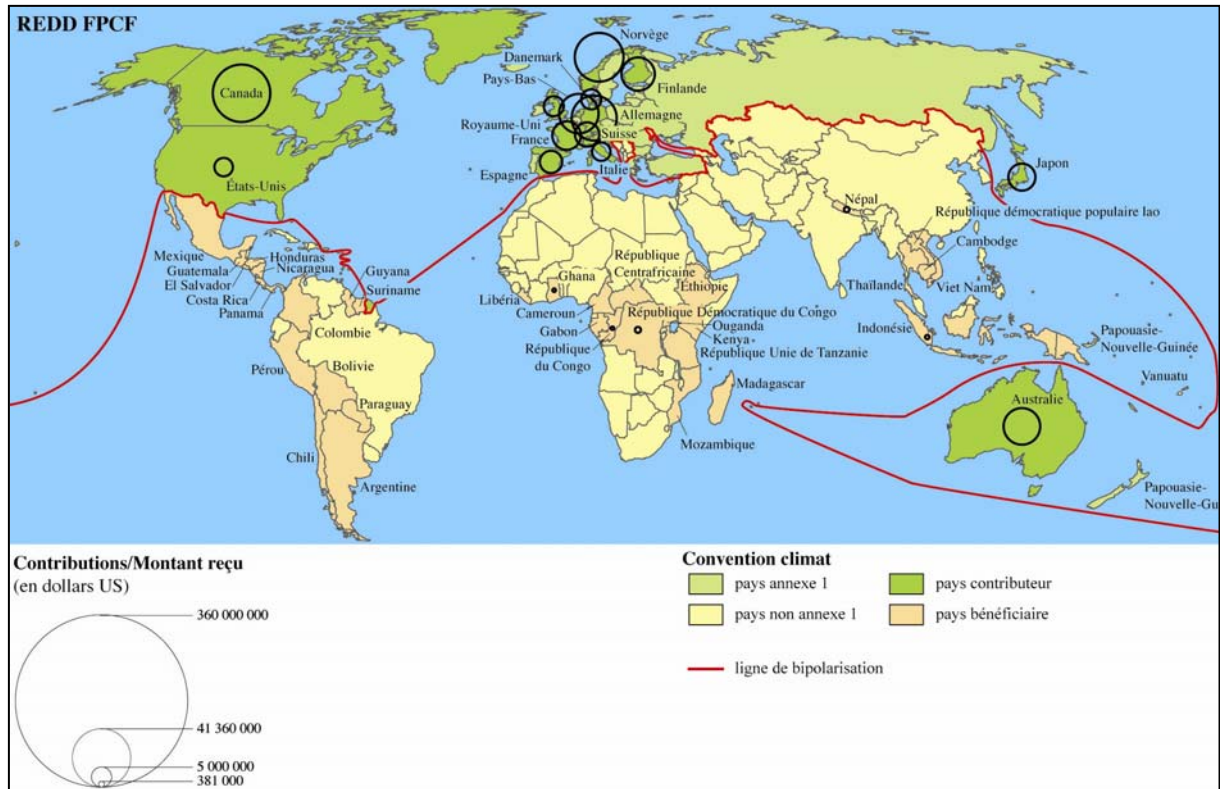 REDD FPCF
Norvège
Danemark
Pays-Bas
Canada
Finlande
Allemagne
Royaume-Uni
France
Suisse
Espagne
Italie
États-Unis
Japon
Népal
République démocratique populaire lao
Mexique
Guatemala
El Salvador
Costa Rica
Panama
Honduras
Nicaragua
Guyana
Suriname
Colombie
Pérou
Bolivie
Paraguay
Chili
Argentine
Libéria
Ghana
République
Centrafricaine
Éthiopie
Cameroun
République Démocratique du Congo
Gabon
République
du Congo
Ouganda
Kenya
République Unie de Tanzanie
Madagascar
Mozambique
Cambodge
Thaïlande
Viet Nam
Indonésie
Papouasie-
Nouvelle-Guinée
Vanuatu
Australie
Papouasie-
Nouvelle-Gu
Contributions/Montant reçu
(en dollars US)
360 000 000
41 360 000
5 000 000
381 000
Convention climat
pays annexe 1
pays contributeur
pays non annexe 1
pays bénéficiaire
ligne de bipolarisation